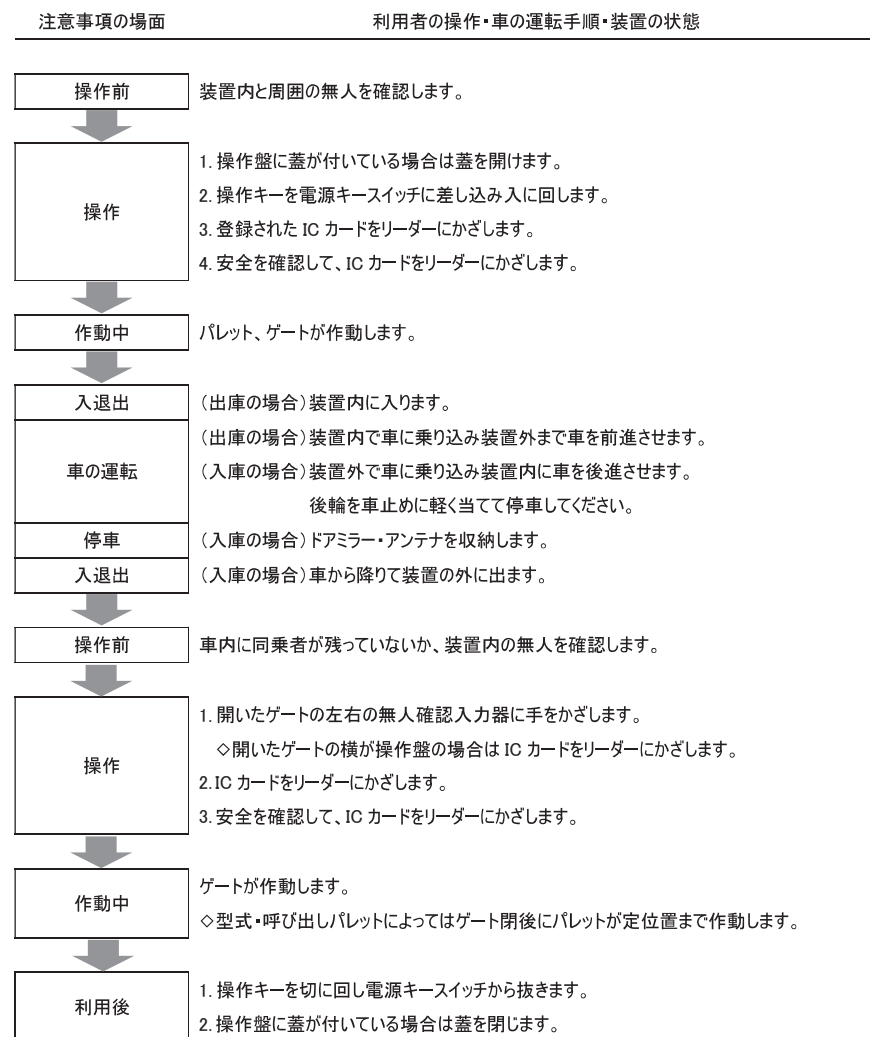 注意事項の場面 利用者の操作・車の運転手順・装置の状態
操作前 装置内と周囲の無人を確認します。
操作
1. 操作盤に蓋が付いている場合は蓋を開けます。
2. 操作キーを電源キースイッチに差し込み入に回します。
3. 登録された IC カードをリーダーにかざします。
4. 安全を確認して、IC カードをリーダーにかざします。
作動中 パレット、ゲートが作動します。
入退出 （出庫の場合）装置内に入ります。
車の運転
（出庫の場合）装置内で車に乗り込み装置外まで車を前進させます。
（入庫の場合）装置外で車に乗り込み装置内に車を後進させます。
後輪を車止めに軽く当てて停車してください。
停車 （入庫の場合）ドアミラー・アンテナを収納します。
入退出 （入庫の場合）車から降りて装置の外に出ます。
操作前 車内に同乗者が残っていないか、装置内の無人を確認します。
操作
1. 開いたゲートの左右の無人確認入力器に手をかざします。
◇開いたゲートの横が操作盤の場合は IC カードをリーダーにかざします。
2. IC カードをリーダーにかざします。
3. 安全を確認して、IC カードをリーダーにかざします。
作動中
ゲートが作動します。
◇型式・呼び出しパレットによってはゲート閉後にパレットが定位置まで作動します。
利用後
1. 操作キーを切に回し電源キースイッチから抜きます。
2. 操作盤に蓋が付いている場合は蓋を閉じます。